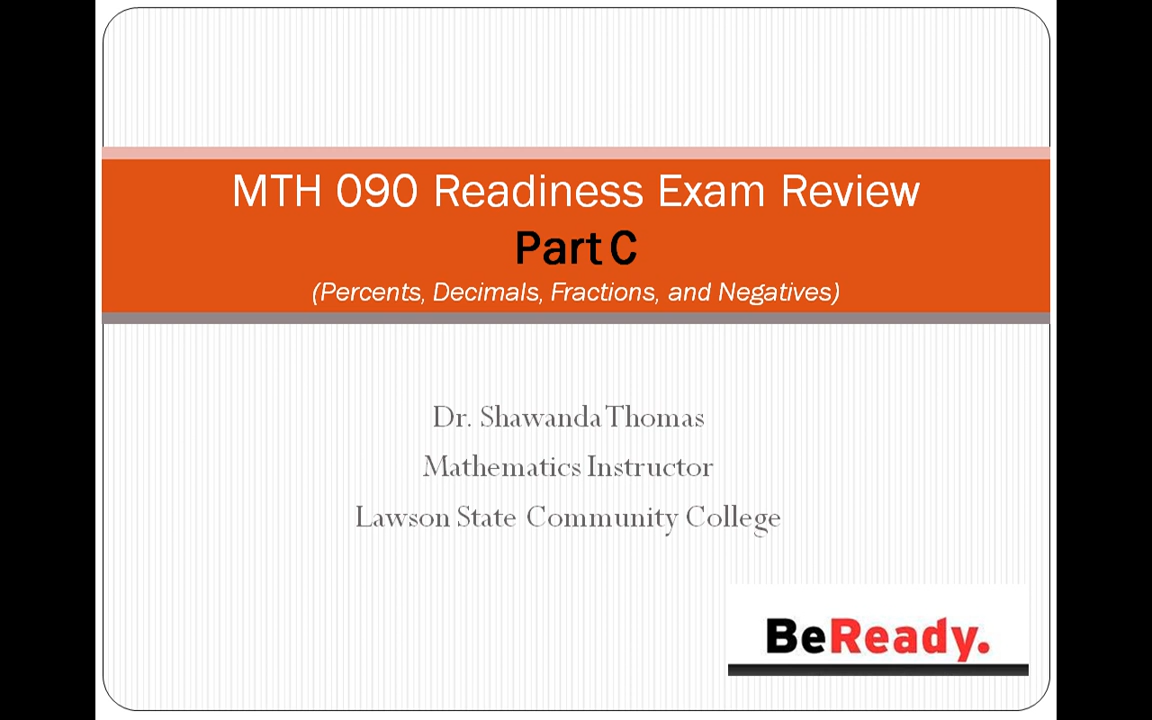 MTH 090 Readiness Exam Review
Part C
(Percents, Decimals, Fractions, and Negatives)
Dr. Shawanda Thomas
Mathematics Instructor
Lawson State Community College
BeReady.